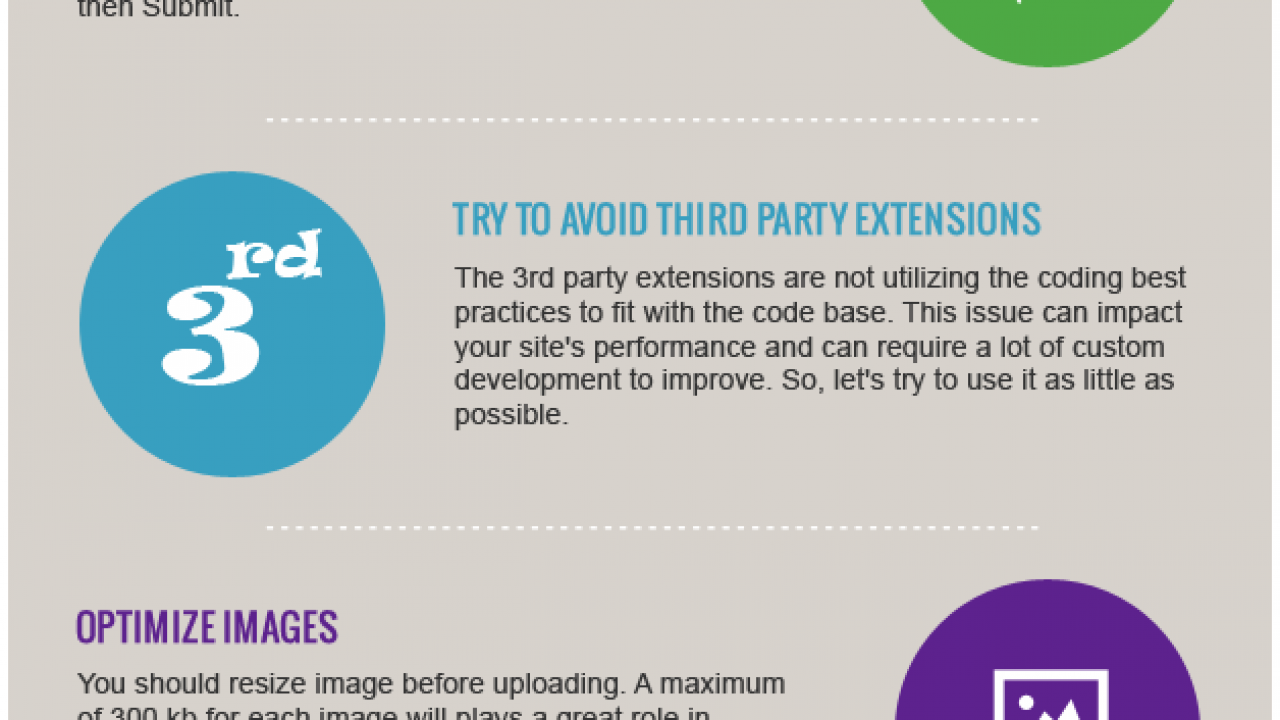 then Submit.
3rd
TRY TO AVOID THIRD PARTY EXTENSIONS
The 3rd party extensions are not utilizing the coding best
practices to fit with the code base. This issue can impact
your site's performance and can require a lot of custom
development to improve. So, let's try to use it as little as
possible.
OPTIMIZE IMAGES
You should resize image before uploading. A maximum
of 300 kb for each image will plays a great role in